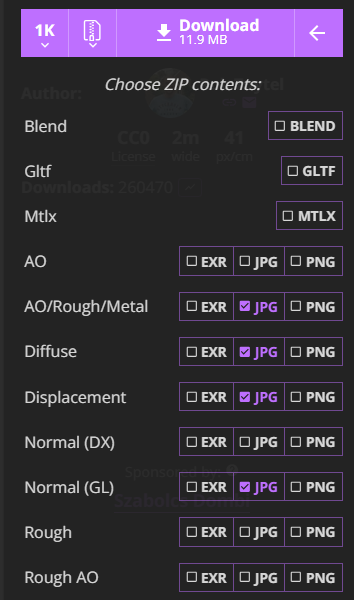 1K Download
11.9 MB
Choose ZIP contents:
Author:
Blend BLEND
CC0 2m 41
License wide px/cm
Gltf GLTF
Downloads: 260470
Mtlx MTLX
AO EXR JPG PNG
AO/Rough/Metal EXR JPG PNG
Diffuse EXR JPG PNG
Displacement EXR JPG PNG
Normal (DX) EXR JPG PNG
Sponsored by:
Normal (GL) EXR JPG PNG
Rough EXR JPG PNG
Rough AO EXR JPG PNG